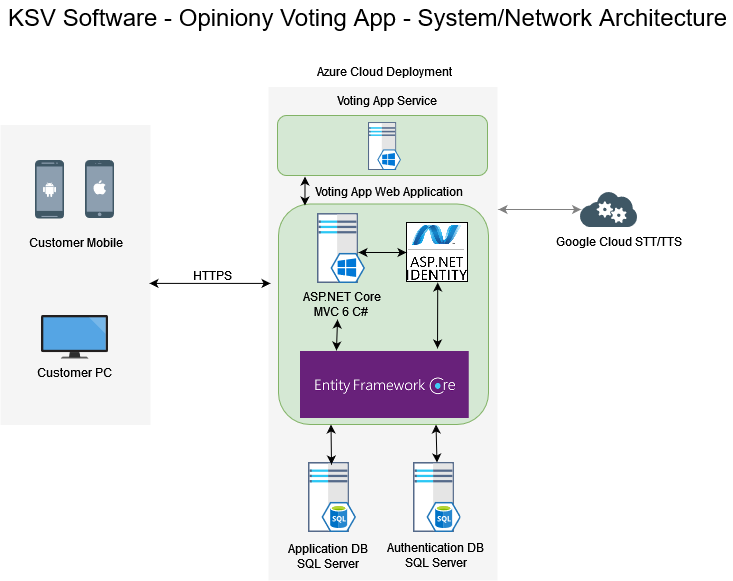 KSV Software - Opiniony Voting App - System/Network Architecture
Azure Cloud Deployment
Voting App Service
Voting App Web Application
Customer Mobile
Google Cloud STT/TTS
ASP.NET
IDENTITY
HTTPS
ASP.NET Core
MVC 6 C#
Customer PC
Entity Framework Core
SQL
SQL
Application DB
SQL Server
Authentication DB
SQL Server